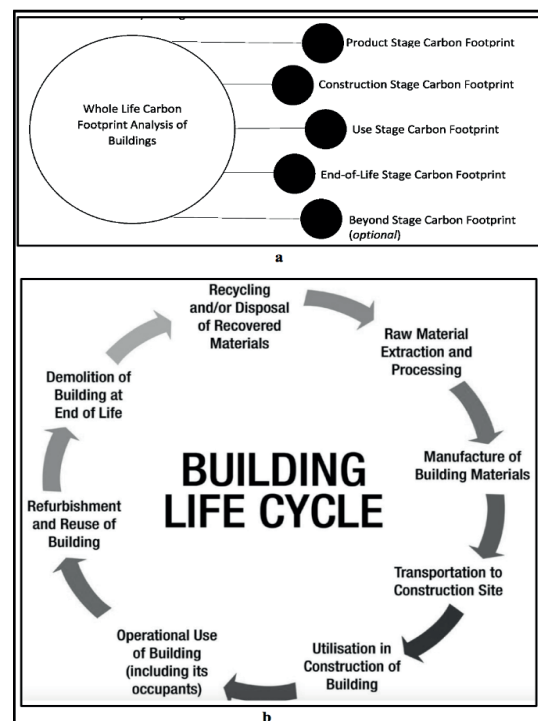 Whole Life Carbon
Footprint Analysis of
Buildings
Product Stage Carbon Footprint
Construction Stage Carbon Footprint
Use Stage Carbon Footprint
End-of-Life Stage Carbon Footprint
Beyond Stage Carbon Footprint
(optional)
a
Recycling
and/or Disposal
of Recovered
Materials
Raw Material
Extraction and
Processing
Manufacture of
Building Materials
Transportation to
Construction Site
Utilisation in
Construction of
Building
Operational Use
of Building
(including its
occupants)
Refurbishment
and Reuse of
Building
Demolition of
Building at
End of Life
BUILDING
LIFE CYCLE
b